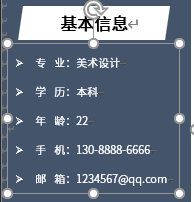 基本信息
专 业：美术设计
学 历：本科
年 龄：22
手 机：130-8888-6666
邮 箱：1234567@qq.com